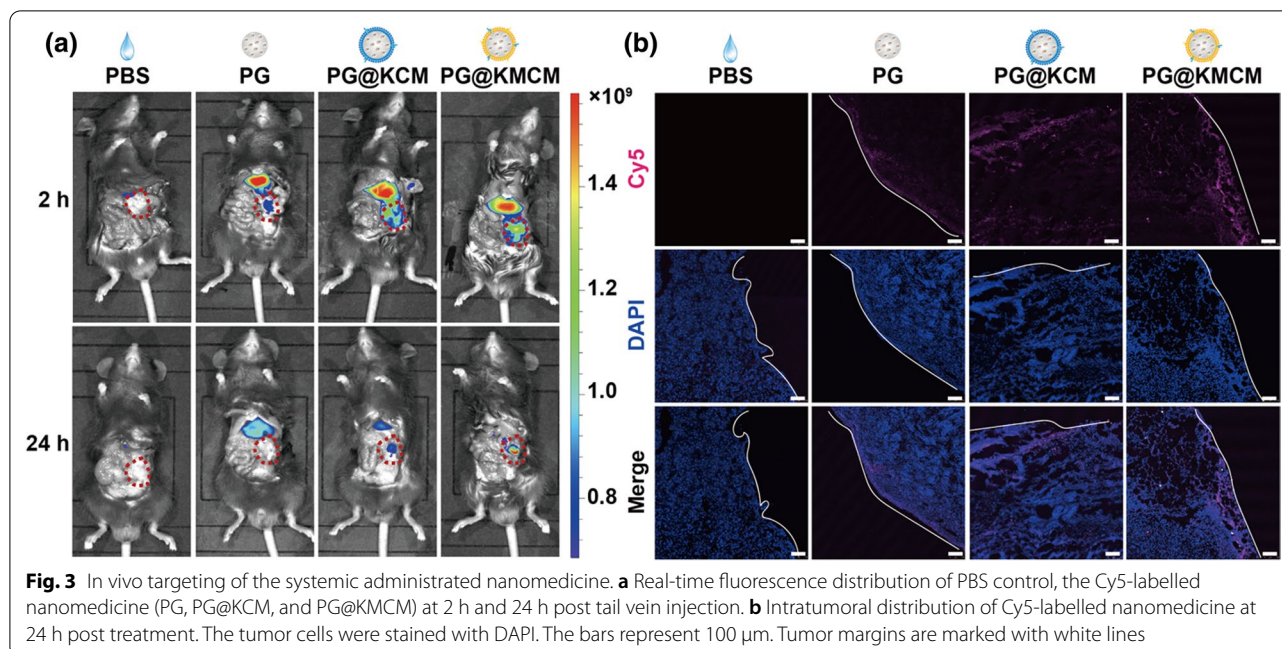 (a)
PBS
PG
PG@KCM
PG@KMCM
×10⁹
2 h
24 h
1.4
1.2
1.0
0.8
(b)
PBS
PG
PG@KCM
PG@KMCM
Cy5
DAPI
Merge
Fig. 3 In vivo targeting of the systemic administrated nanomedicine. a Real-time fluorescence distribution of PBS control, the Cy5-labelled
nanomedicine (PG, PG@KCM, and PG@KMCM) at 2 h and 24 h post tail vein injection. b Intratumoral distribution of Cy5-labelled nanomedicine at
24 h post treatment. The tumor cells were stained with DAPI. The bars represent 100 μm. Tumor margins are marked with white lines